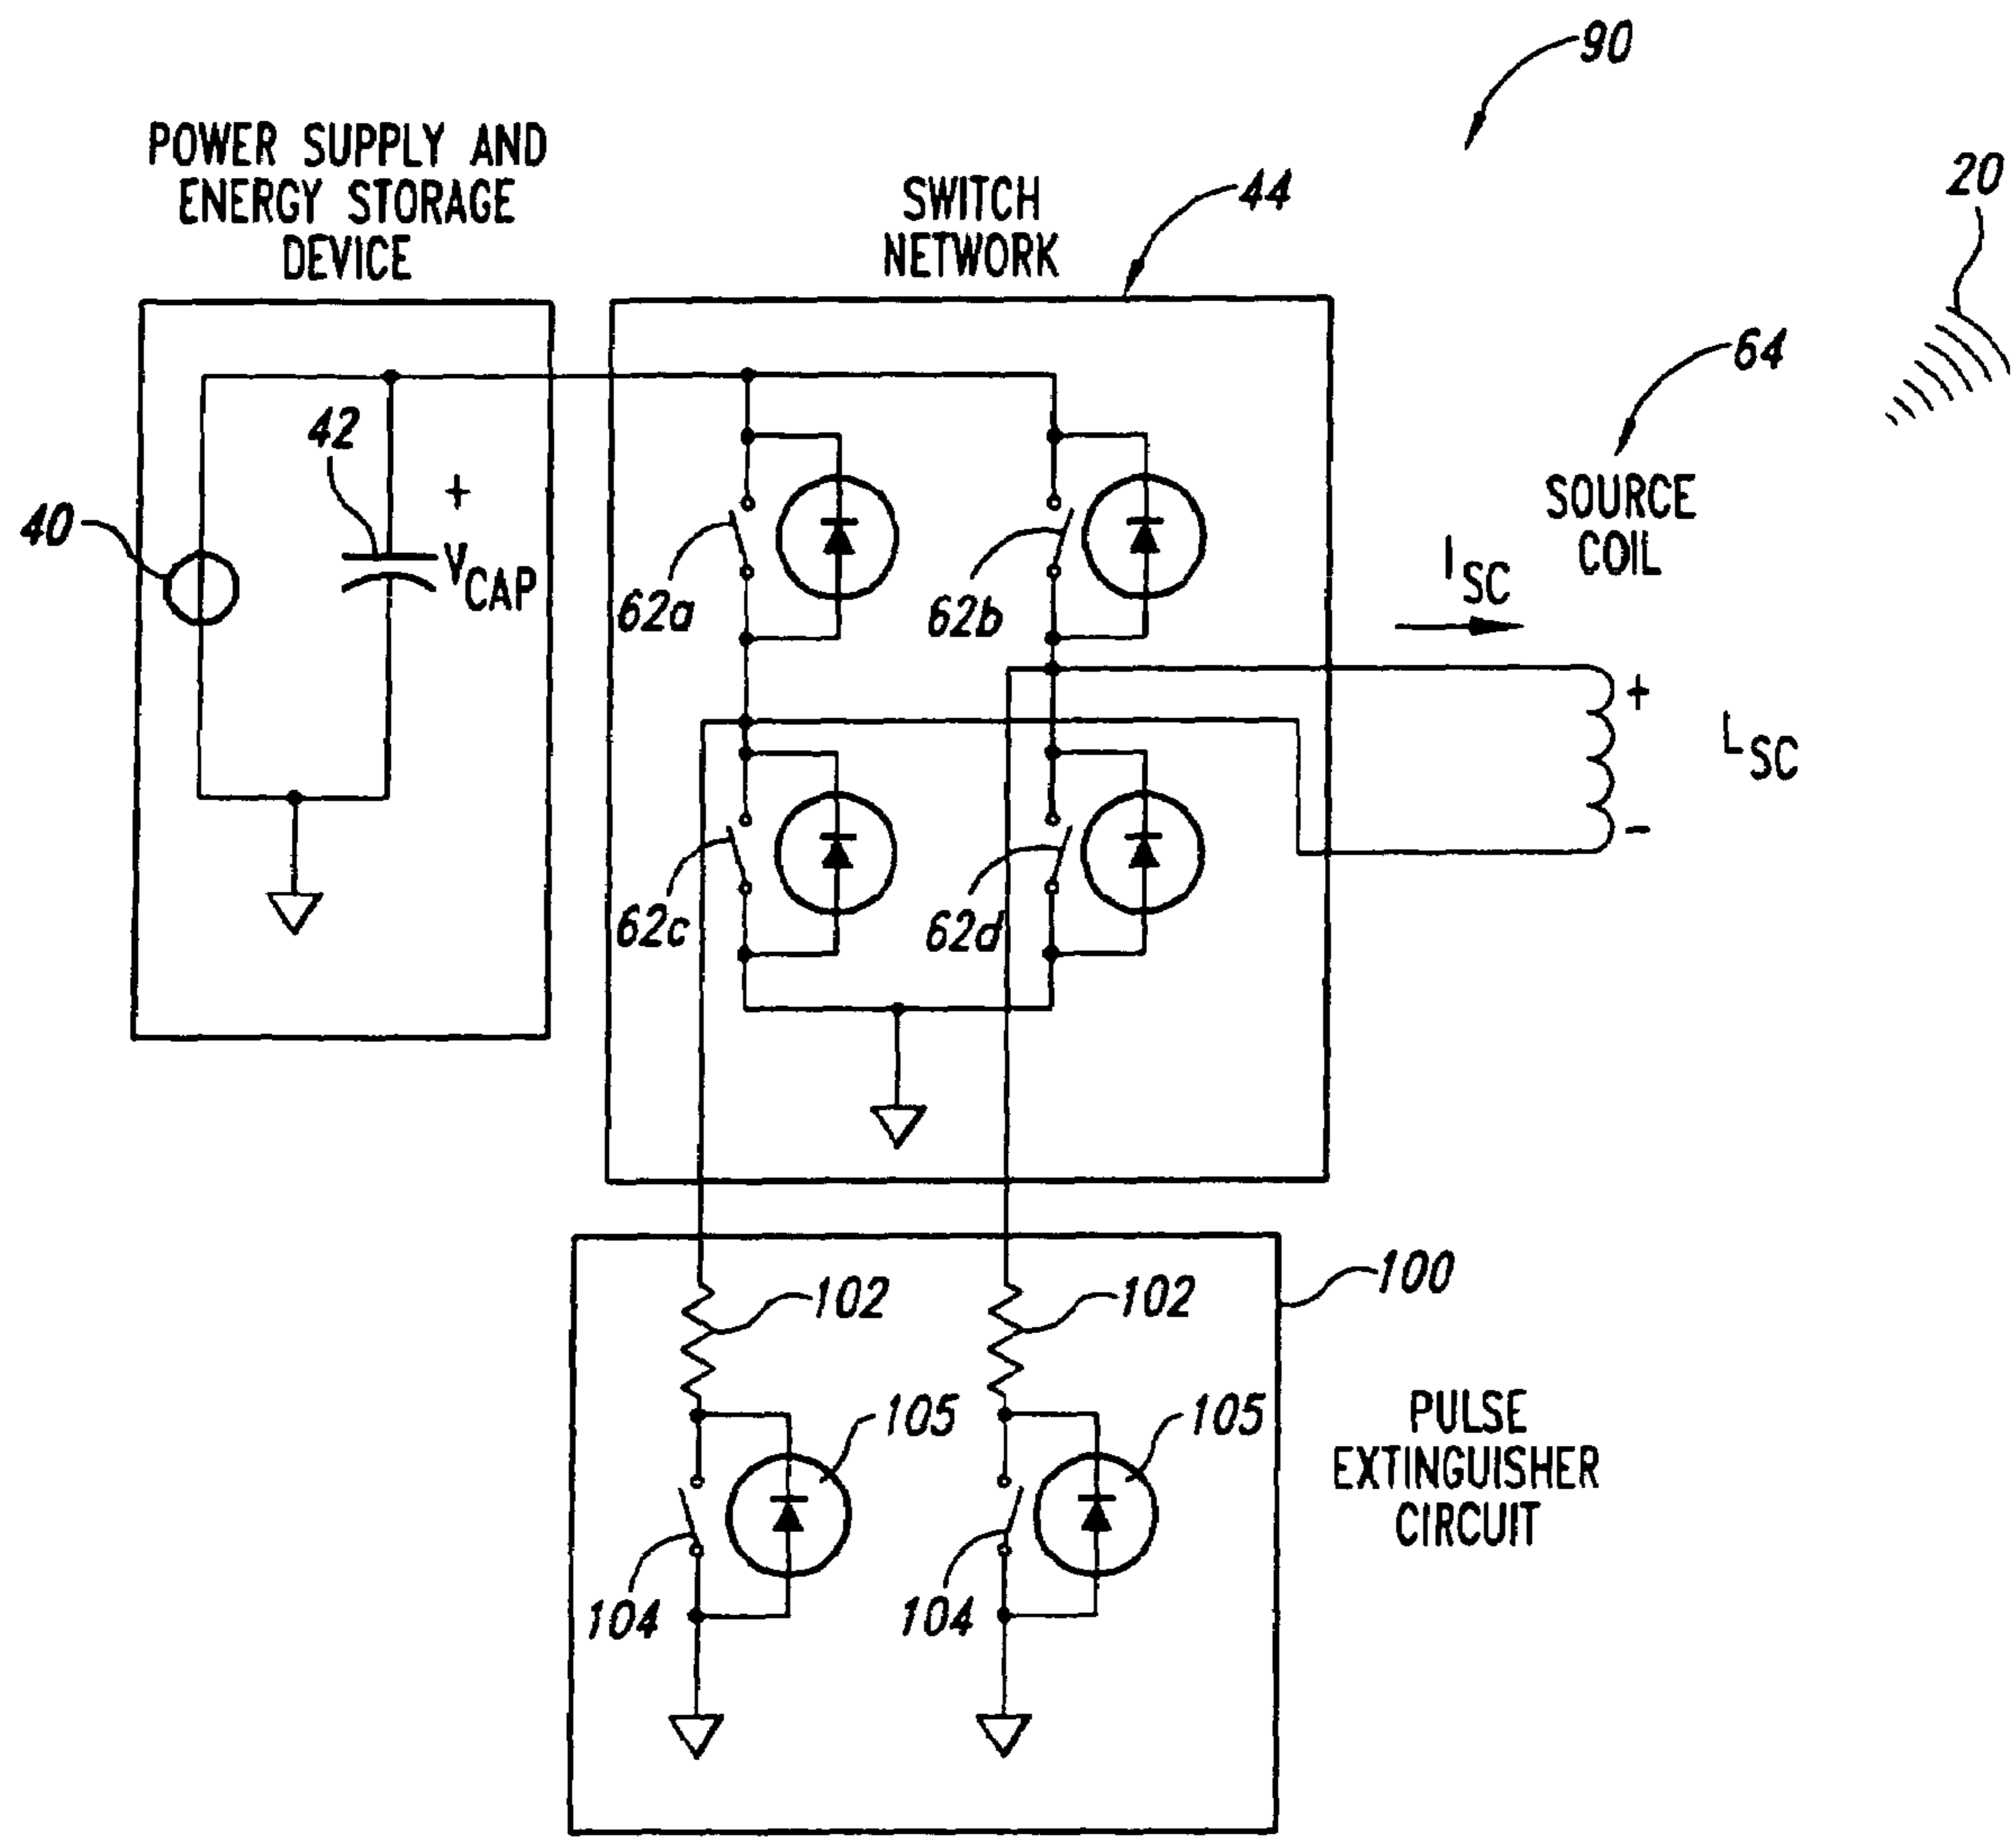 90
POWER SUPPLY AND
ENERGY STORAGE
DEVICE
SWITCH
NETWORK
44
20
64
SOURCE
COIL
42
+
V CAP
40
62a
62b
I SC
+
L SC
-
62c
62d
100
102
102
105
105
PULSE
EXTINGUISHER
CIRCUIT
104
104